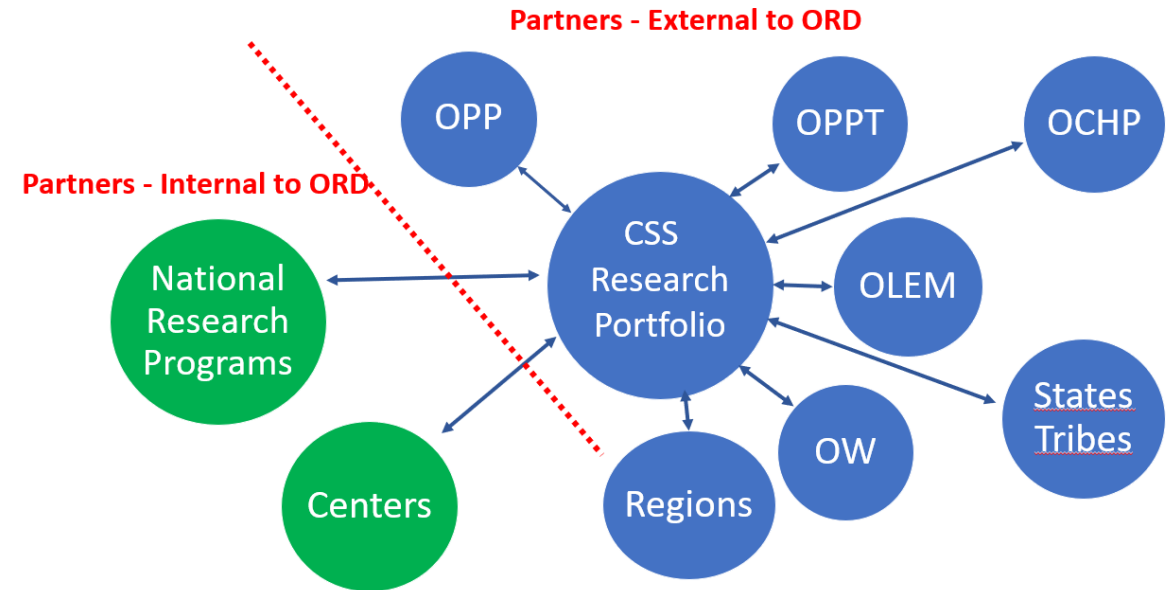 Partners - External to ORD
OPP
OPPT
OCHP
Partners - Internal to ORD
CSS
Research
Portfolio
National
Research
Programs
OLEM
States
Tribes
OW
Centers
Regions